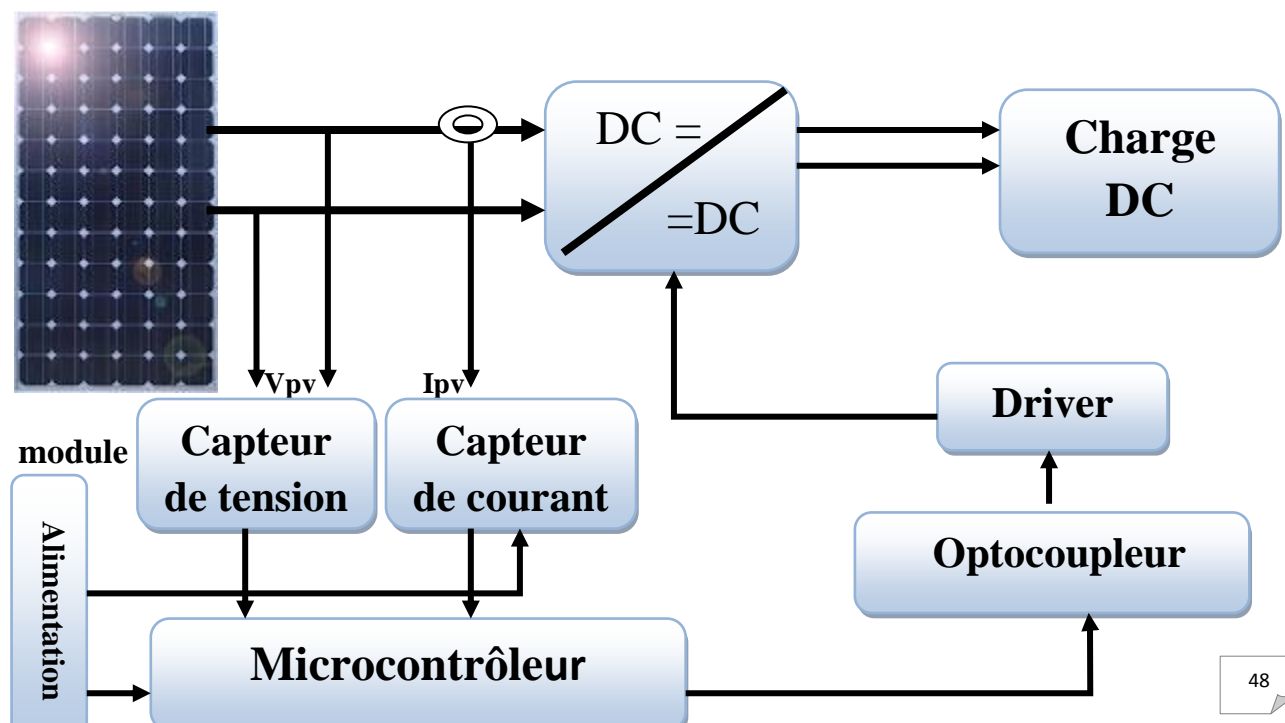 DC =
=DC
Charge
DC
Vpv
Ipv
Driver
module
Capteur
de tension
Capteur
de courant
Alimentation
Optocoupleur
Microcontrôleur
48